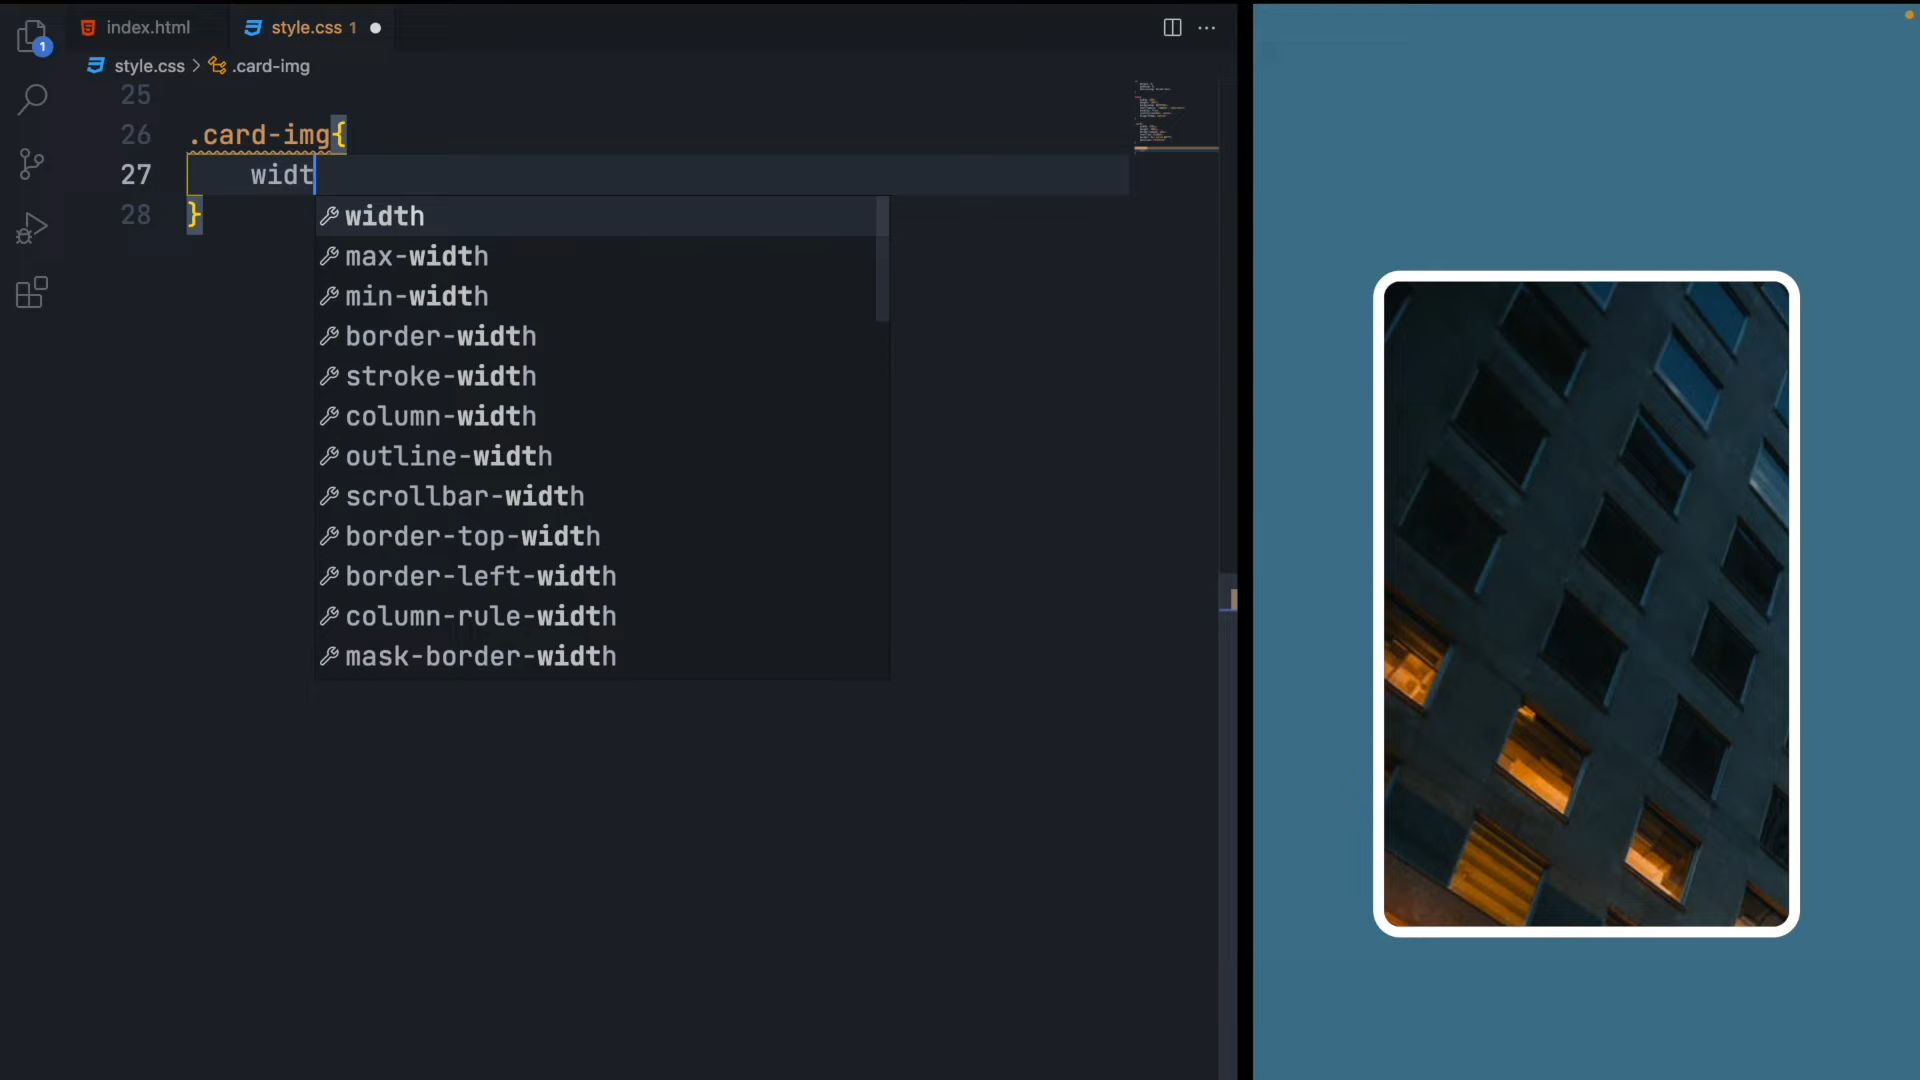 index.html
style.css 1
style.css > .card-img
25
26 .card-img{
27 widt
28 }
width
max-width
min-width
border-width
stroke-width
column-width
outline-width
scrollbar-width
border-top-width
border-left-width
column-rule-width
mask-border-width
1